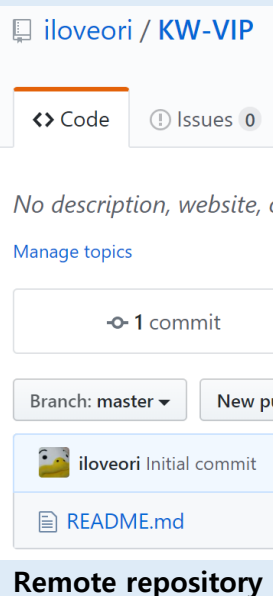 iloveori / KW-VIP
Code Issues 0
No description, website,
Manage topics
1 commit
Branch: master New
iloveori Initial commit
README.md
Remote repository